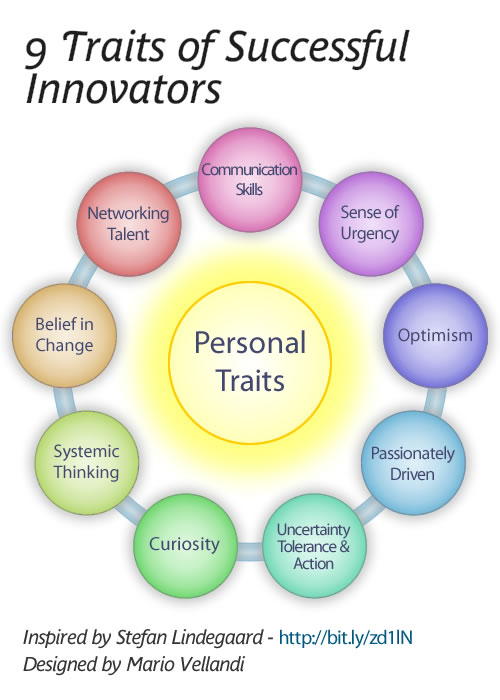 9 Traits of Successful
Innovators
Communication
Skills
Sense of
Urgency
Optimism
Passionately
Driven
Uncertainty
Tolerance &
Action
Curiosity
Systemic
Thinking
Belief in
Change
Networking
Talent
Personal
Traits
Inspired by Stefan Lindegaard - http://bit.ly/zd1lN
Designed by Mario Vellandi